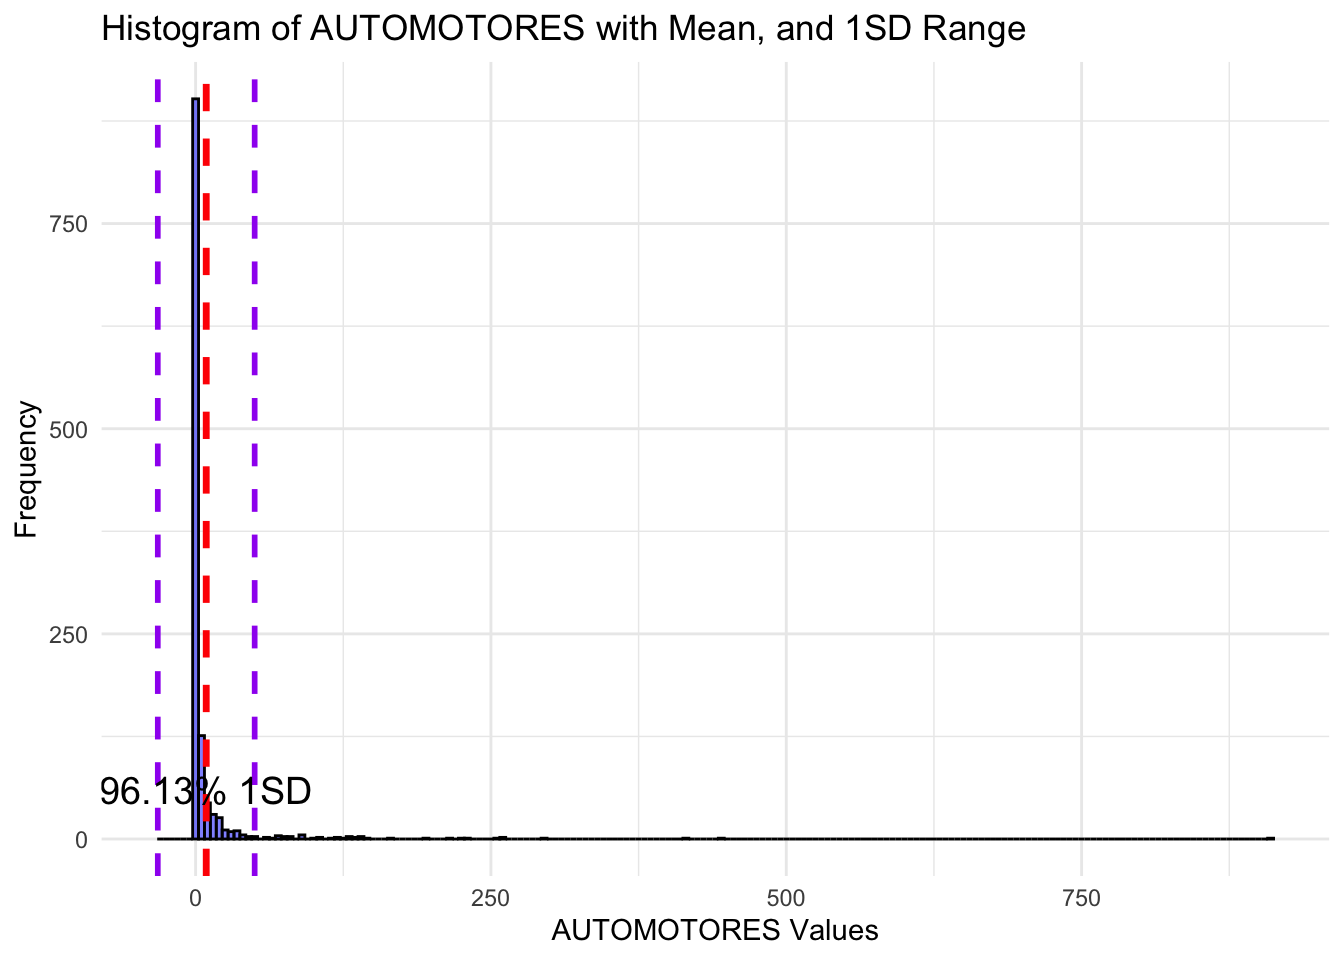 Histogram of AUTOMOTORES with Mean, and 1SD Range
Frequency
750
500
250
0
96.13% 1SD
0 250 500 750
AUTOMOTORES Values